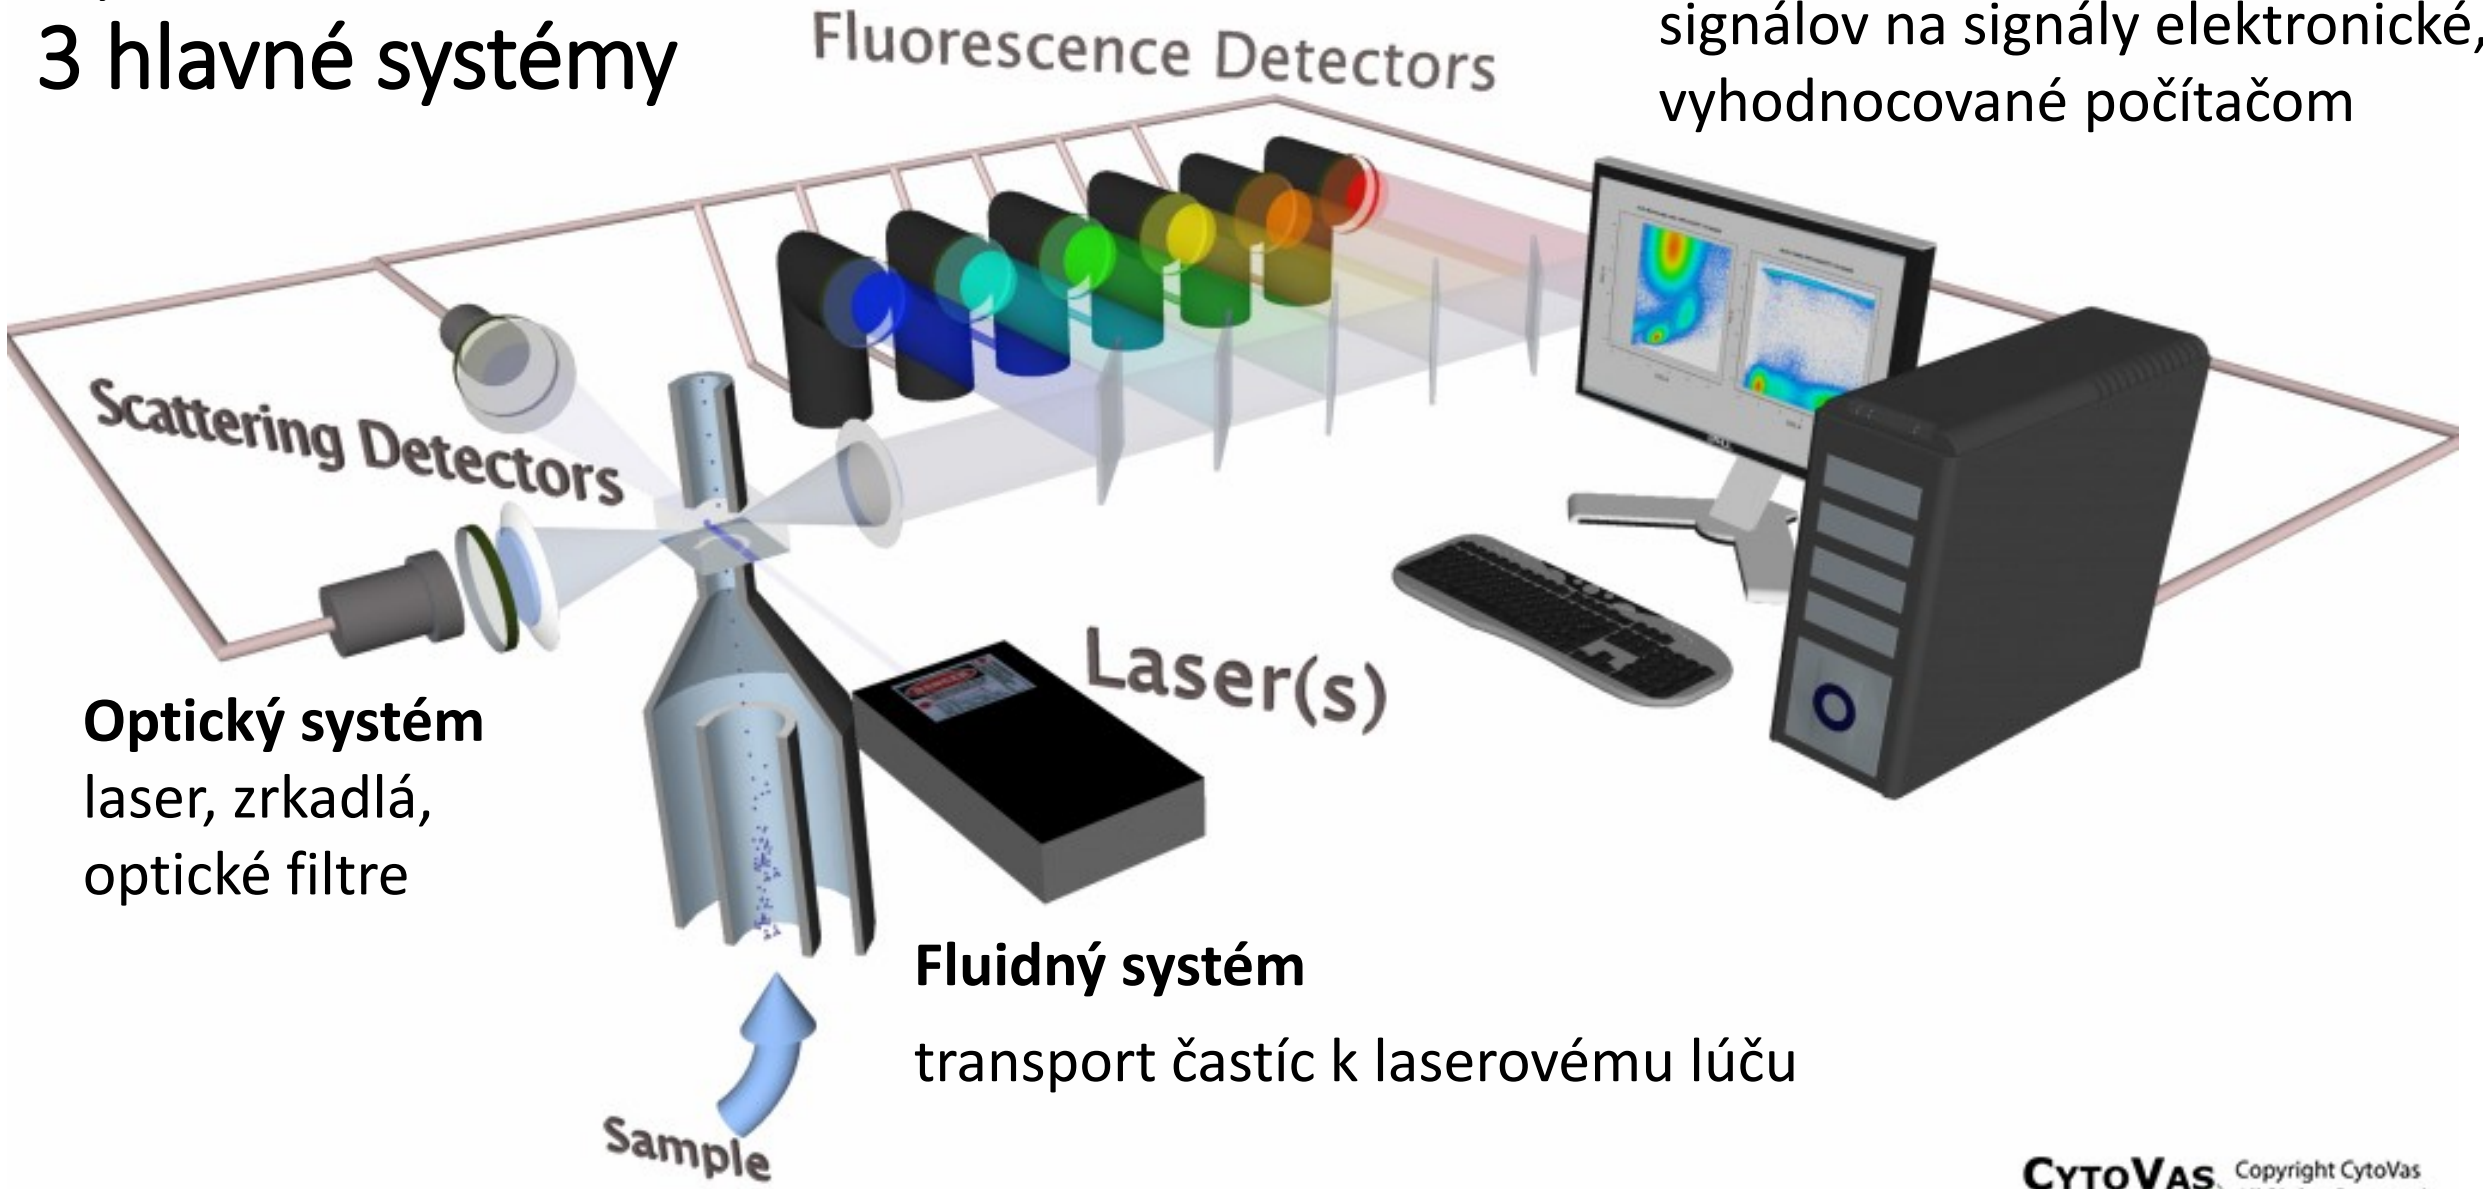 3 hlavné systémy
Fluorescence Detectors
signálov na signály elektronické,
vyhodnocované počítačom
Scattering Detectors
Laser(s)
DANGER
Optický systém
laser, zrkadlá,
optické filtre
Fluidný systém
transport častíc k laserovému lúču
Sample
CYTOVAS
Copyright CytoVas